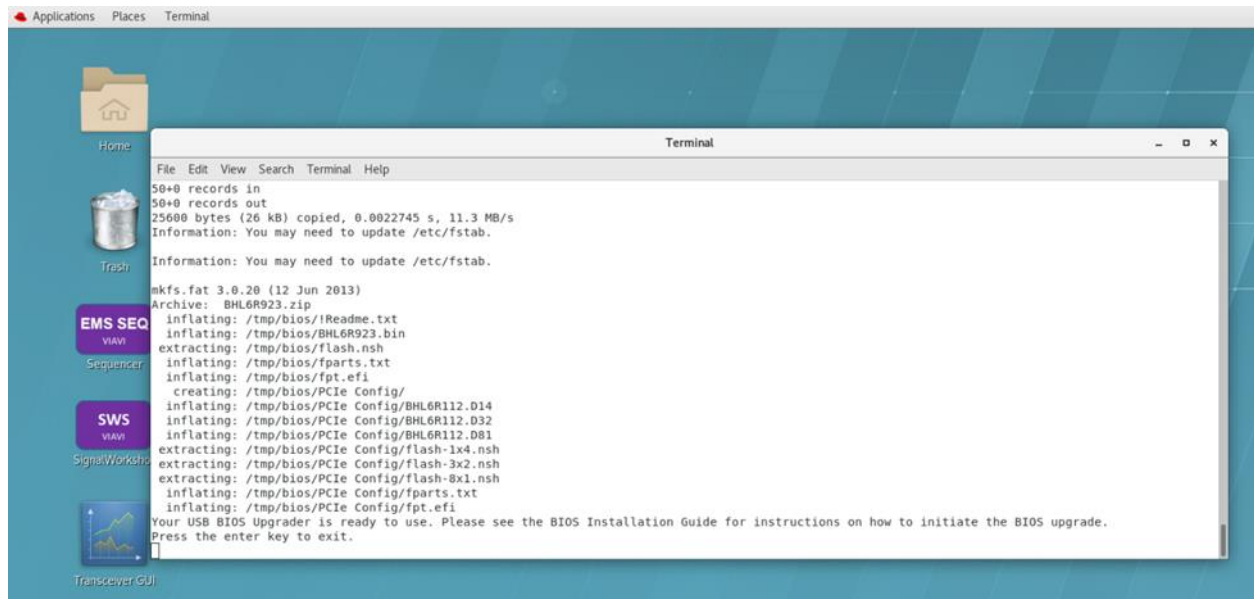 Applications Places Terminal
Home
Trash
EMS SEQ
VIAVI
Sequencer
SWS
VIAVI
SignalWorksho
Transceiver GUI
Terminal
File Edit View Search Terminal Help
50+0 records in
50+0 records out
25600 bytes (26 kB) copied, 0.0022745 s, 11.3 MB/s
Information: You may need to update /etc/fstab.
Information: You may need to update /etc/fstab.
mkfs.fat 3.0.20 (12 Jun 2013)
Archive:  BHL6R923.zip
  inflating: /tmp/bios/!Readme.txt
  inflating: /tmp/bios/BHL6R923.bin
 extracting: /tmp/bios/flash.nsh
  inflating: /tmp/bios/fparts.txt
  inflating: /tmp/bios/fpt.efi
   creating: /tmp/bios/PCIe Config/
  inflating: /tmp/bios/PCIe Config/BHL6R112.D14
  inflating: /tmp/bios/PCIe Config/BHL6R112.D32
  inflating: /tmp/bios/PCIe Config/BHL6R112.D81
 extracting: /tmp/bios/PCIe Config/flash-1x4.nsh
 extracting: /tmp/bios/PCIe Config/flash-3x2.nsh
 extracting: /tmp/bios/PCIe Config/flash-8x1.nsh
  inflating: /tmp/bios/PCIe Config/fparts.txt
  inflating: /tmp/bios/PCIe Config/fpt.efi
Your USB BIOS Upgrader is ready to use. Please see the BIOS Installation Guide for instructions on how to initiate the BIOS upgrade.
Press the enter key to exit.